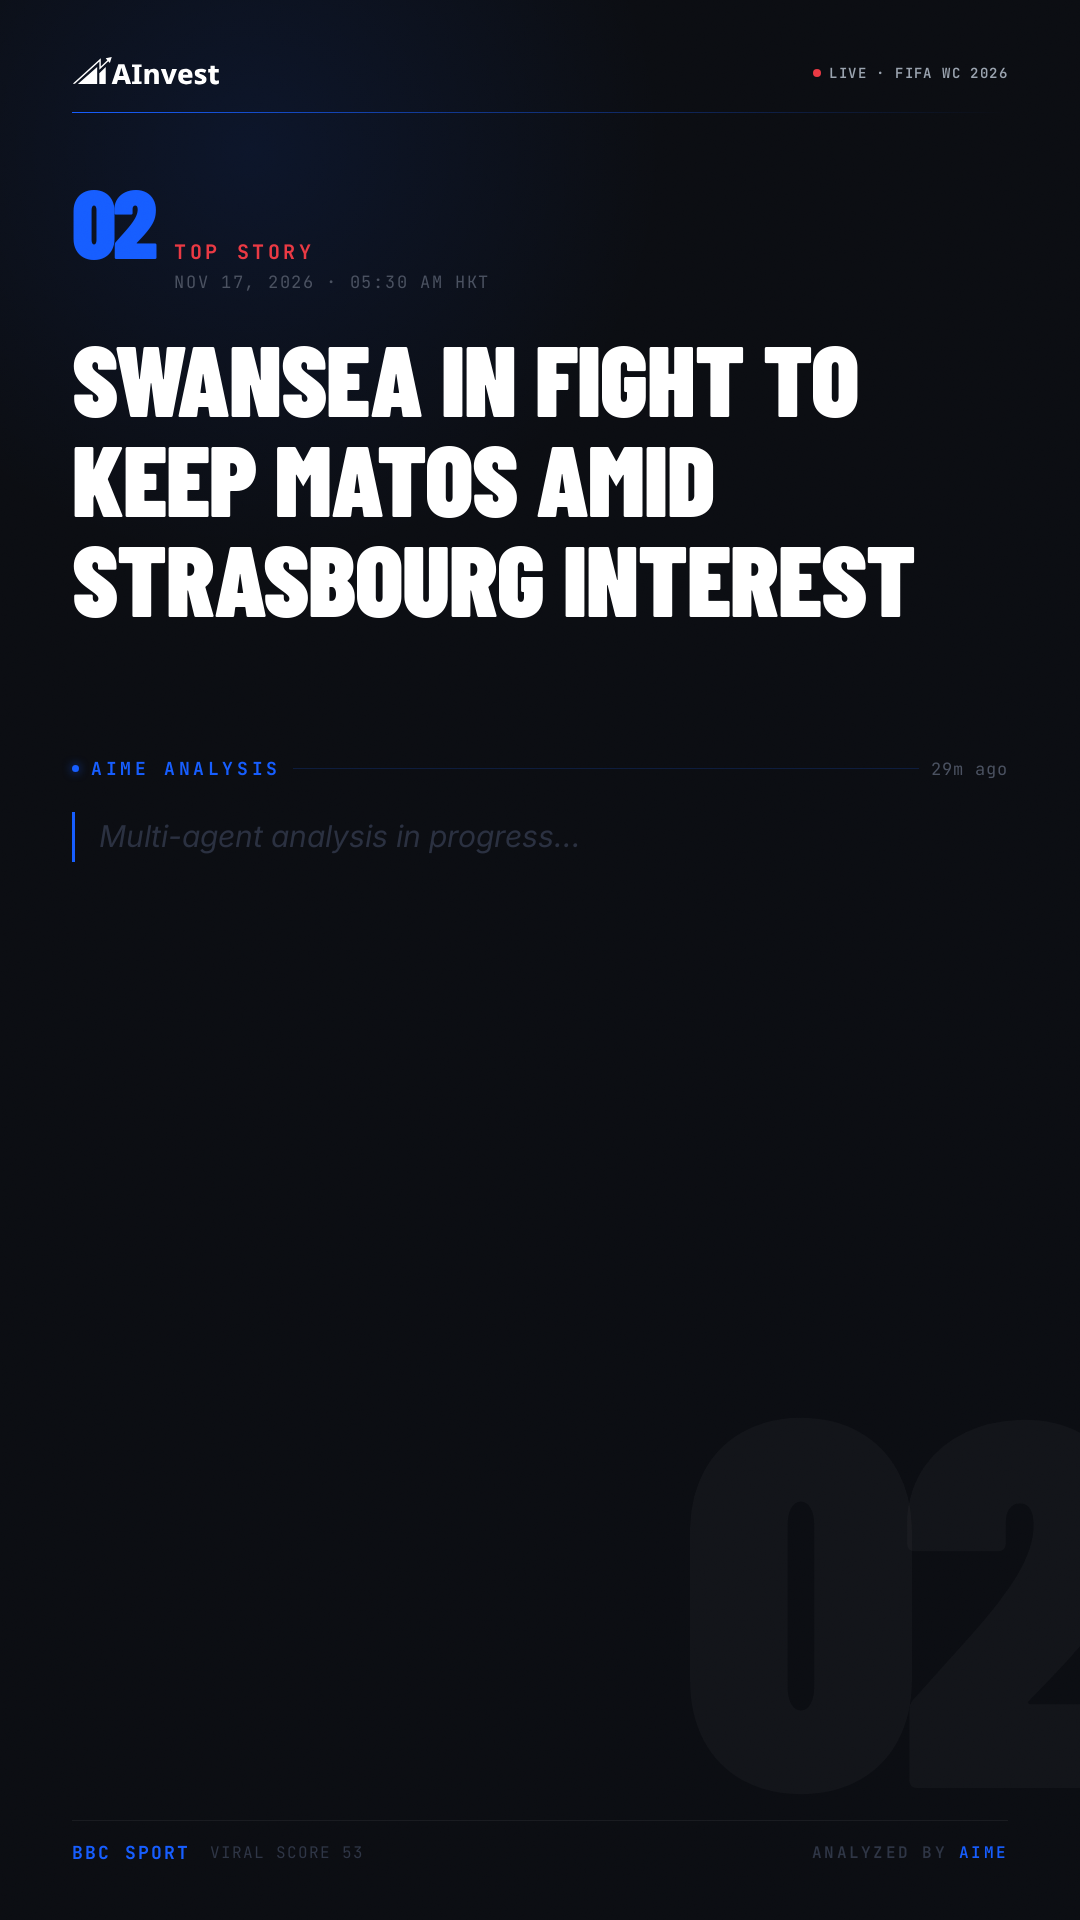 AInvest
LIVE · FIFA WC 2026
02
TOP STORY
NOV 17, 2026 · 05:30 AM HKT
SWANSEA IN FIGHT TO
KEEP MATOS AMID
STRASBOURG INTEREST
AIME ANALYSIS
29m ago
Multi-agent analysis in progress...
02
BBC SPORT
VIRAL SCORE 53
ANALYZED BY AIME